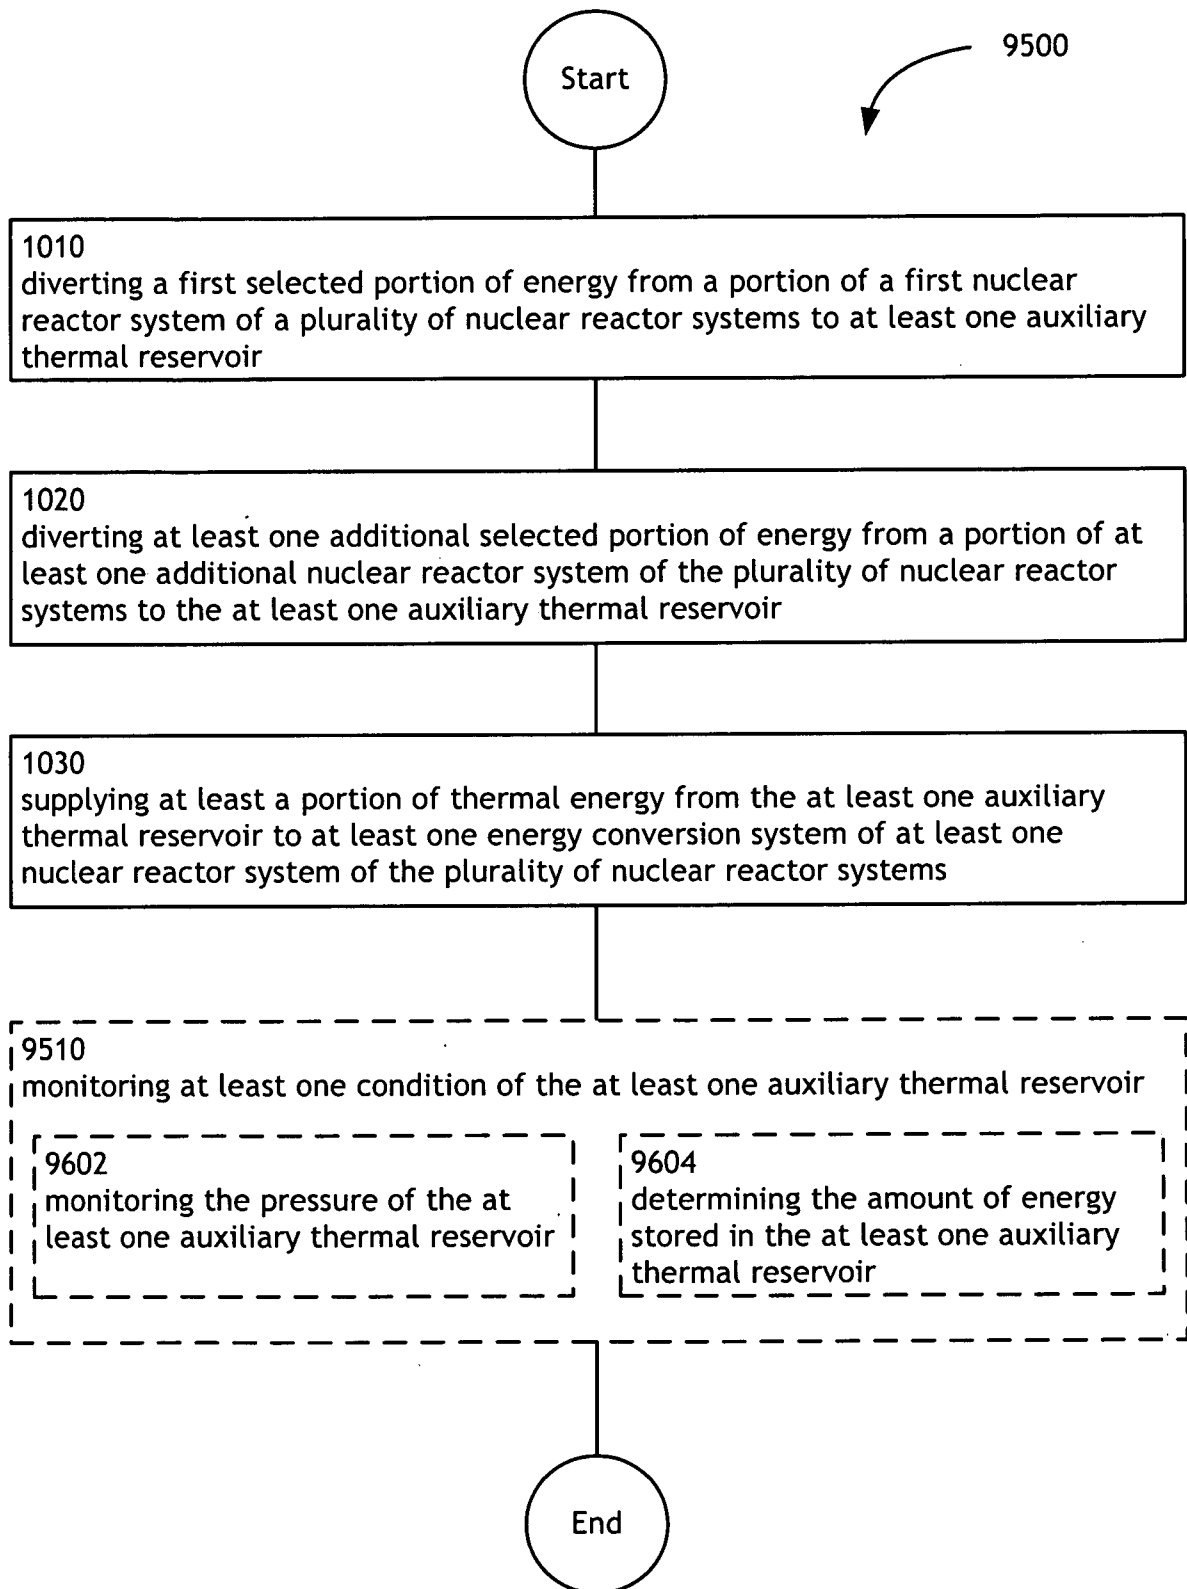 Start
9500
1010
diverting a first selected portion of energy from a portion of a first nuclear
reactor system of a plurality of nuclear reactor systems to at least one auxiliary
thermal reservoir
1020
diverting at least one additional selected portion of energy from a portion of at
least one additional nuclear reactor system of the plurality of nuclear reactor
systems to the at least one auxiliary thermal reservoir
1030
supplying at least a portion of thermal energy from the at least one auxiliary
thermal reservoir to at least one energy conversion system of at least one
nuclear reactor system of the plurality of nuclear reactor systems
9510
monitoring at least one condition of the at least one auxiliary thermal reservoir
9602
monitoring the pressure of the at
least one auxiliary thermal reservoir
9604
determining the amount of energy
stored in the at least one auxiliary
thermal reservoir
End